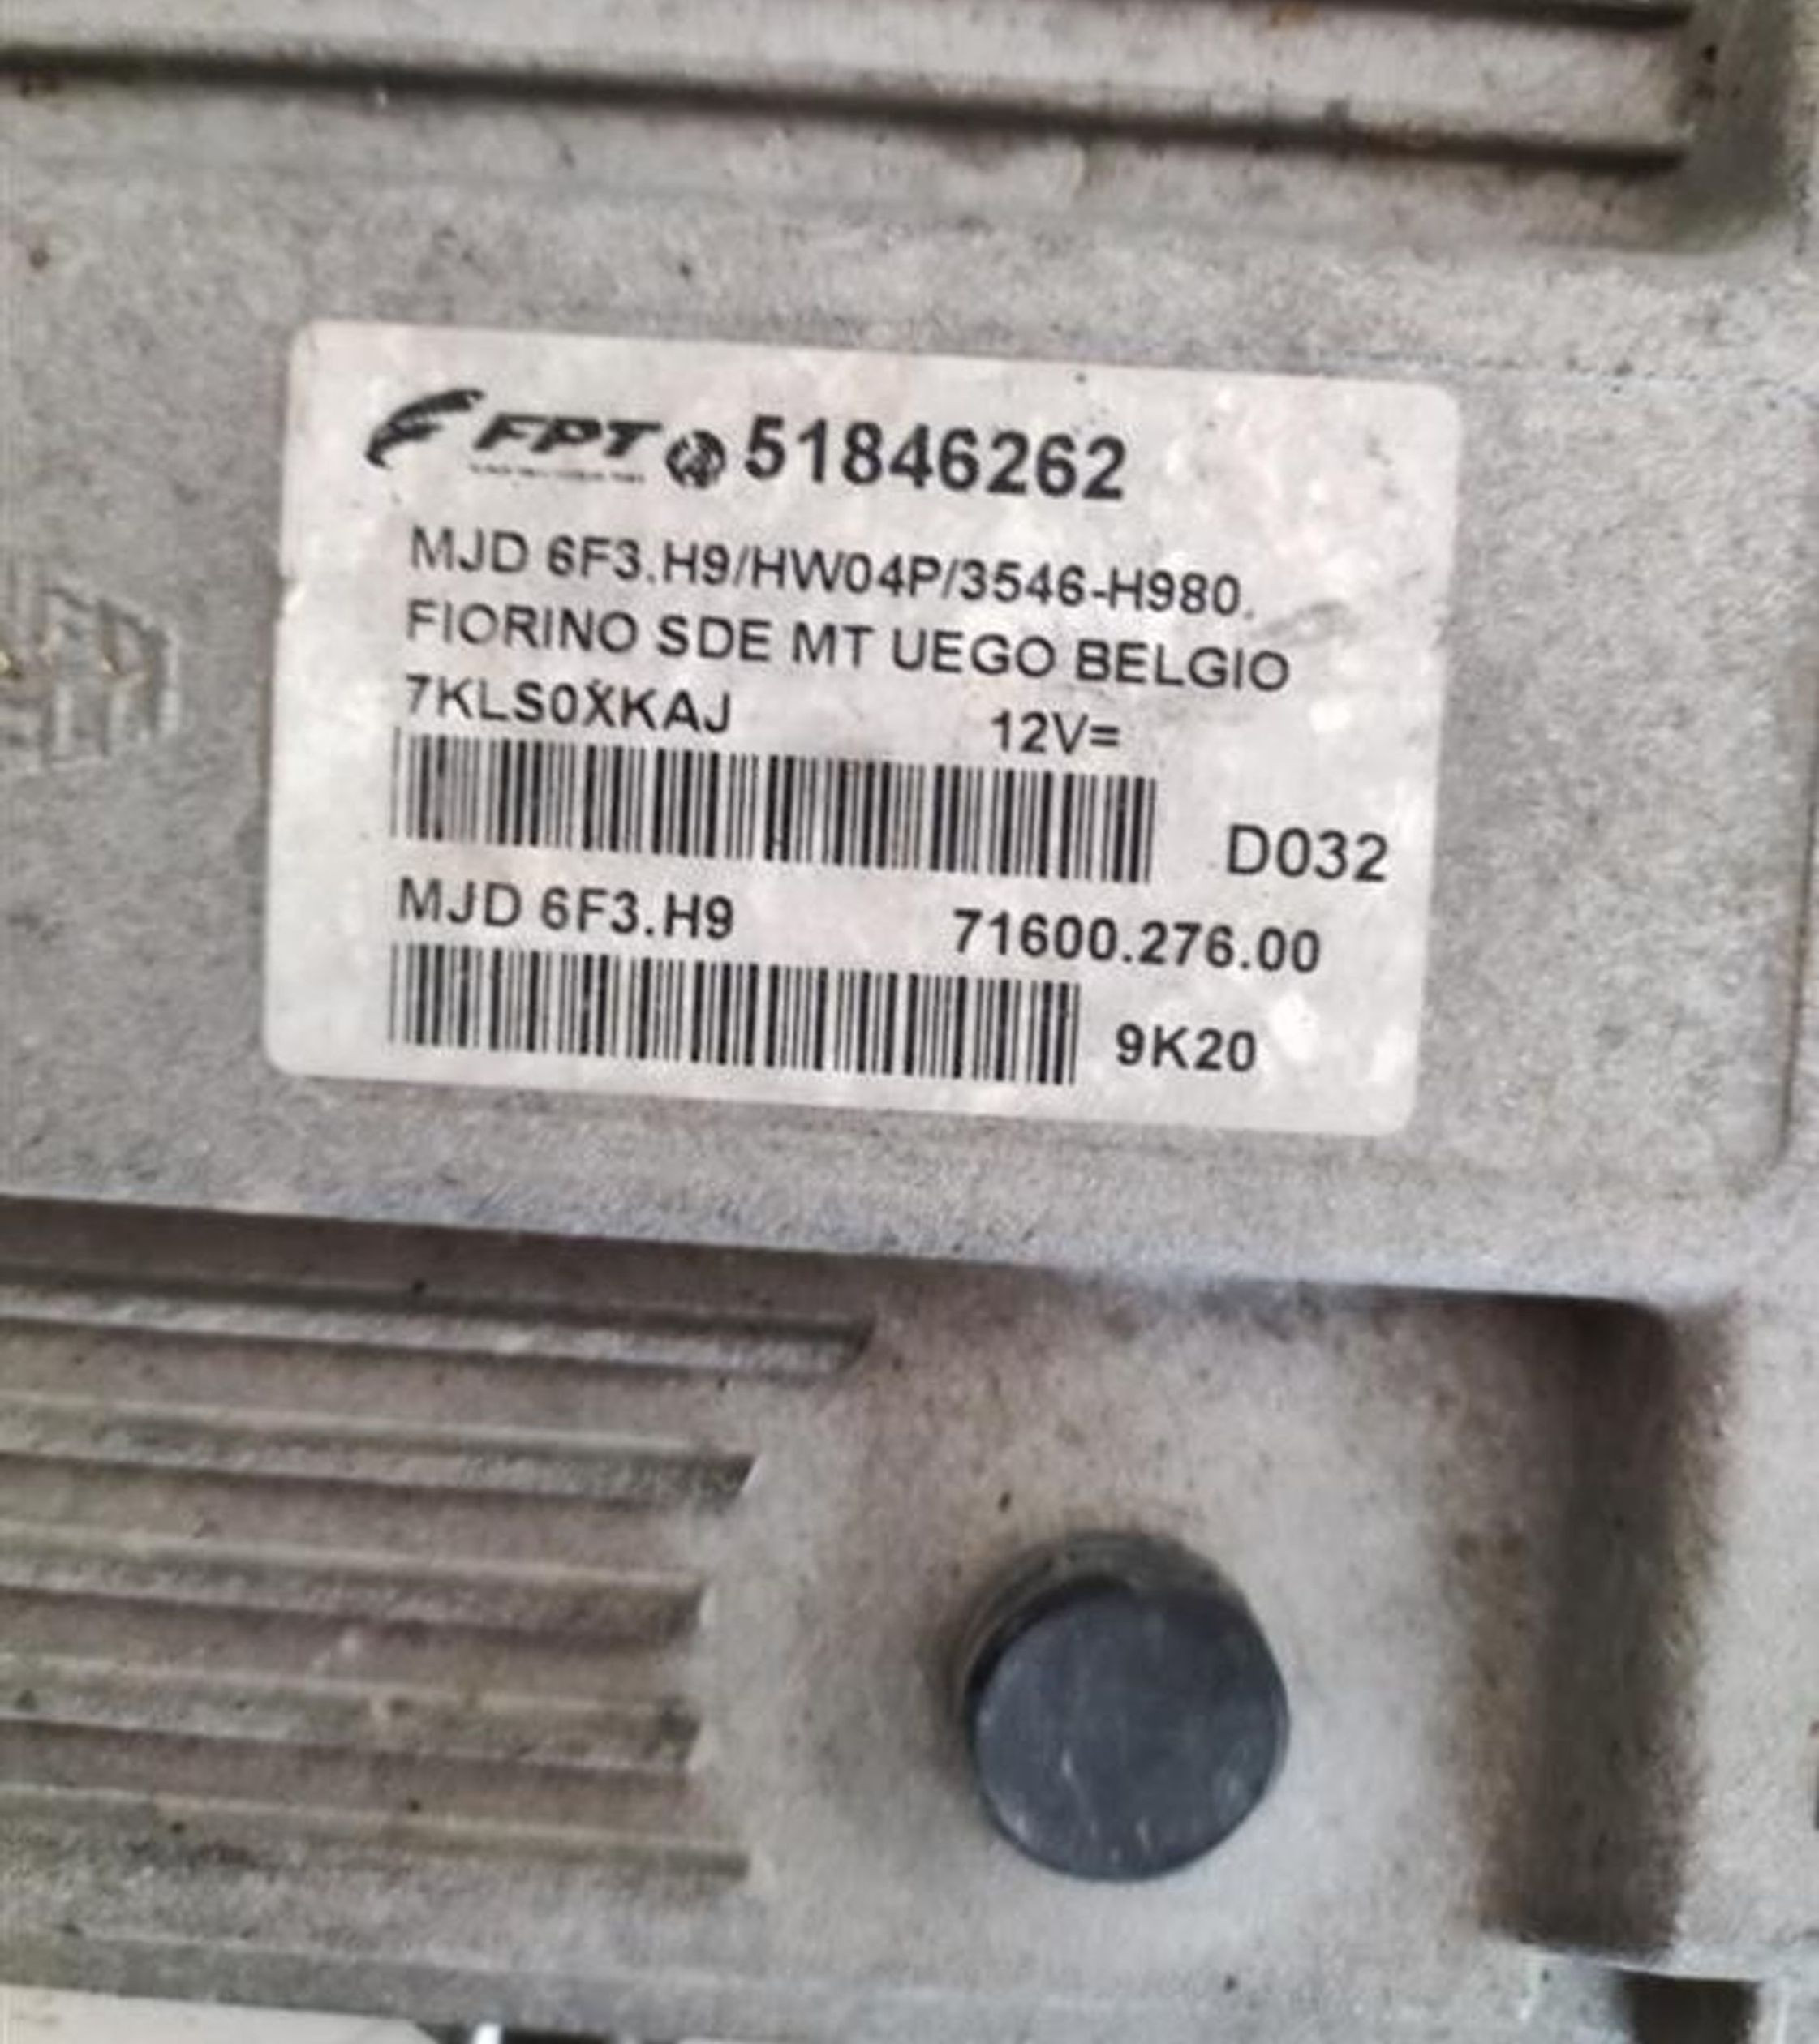 FPT 51846262
MJD 6F3.H9/HW04P/3546-H980.
FIORINO SDE MT UEGO BELGIO
7KLS0XKAJ 12V=
D032
MJD 6F3.H9 71600.276.00
9K20